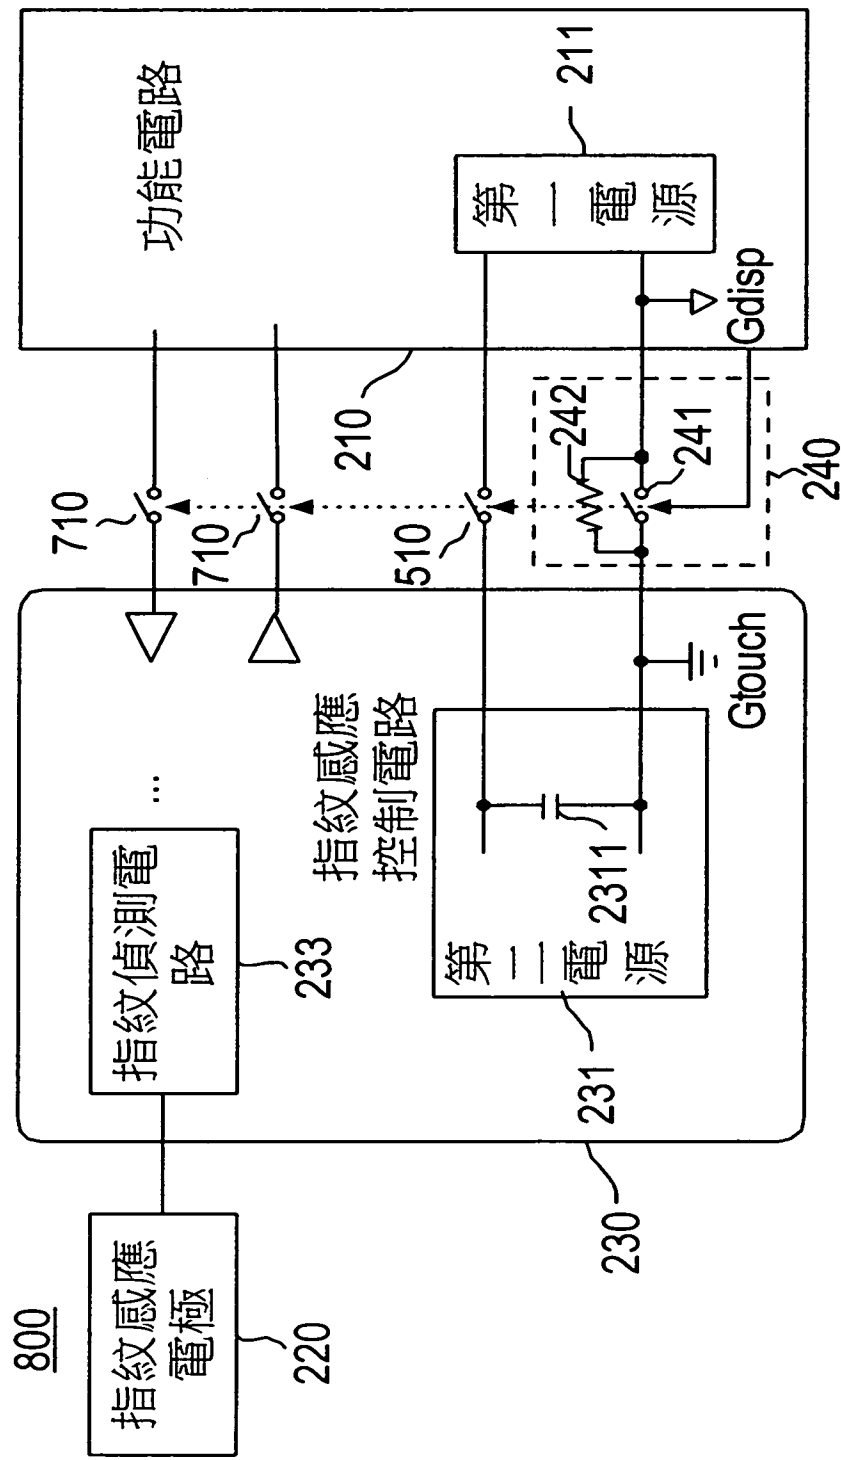 800
指紋感應
電極
220
指紋偵測電
路
233
...
指紋感應
控制電路
第二電源
231
2311
Gtouch
230
710
710
510
242
241
240
210
功能電路
第一電源
211
Gdisp